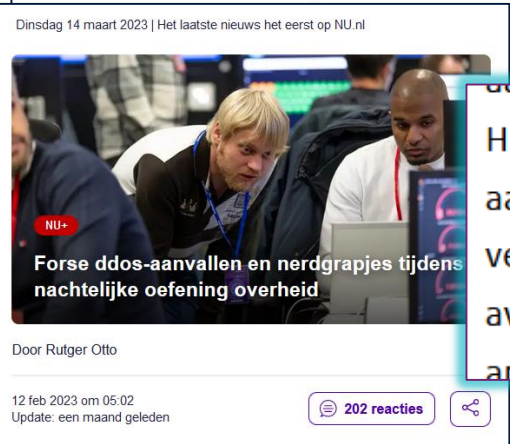 Dinsdag 14 maart 2023 | Het laatste nieuws het eerst op NU.nl
NU+
Forse ddos-aanvallen en nerdgrapjes tijdens
nachtelijke oefening overheid
Door Rutger Otto
12 feb 2023 om 05:02
Update: een maand geleden
202 reacties